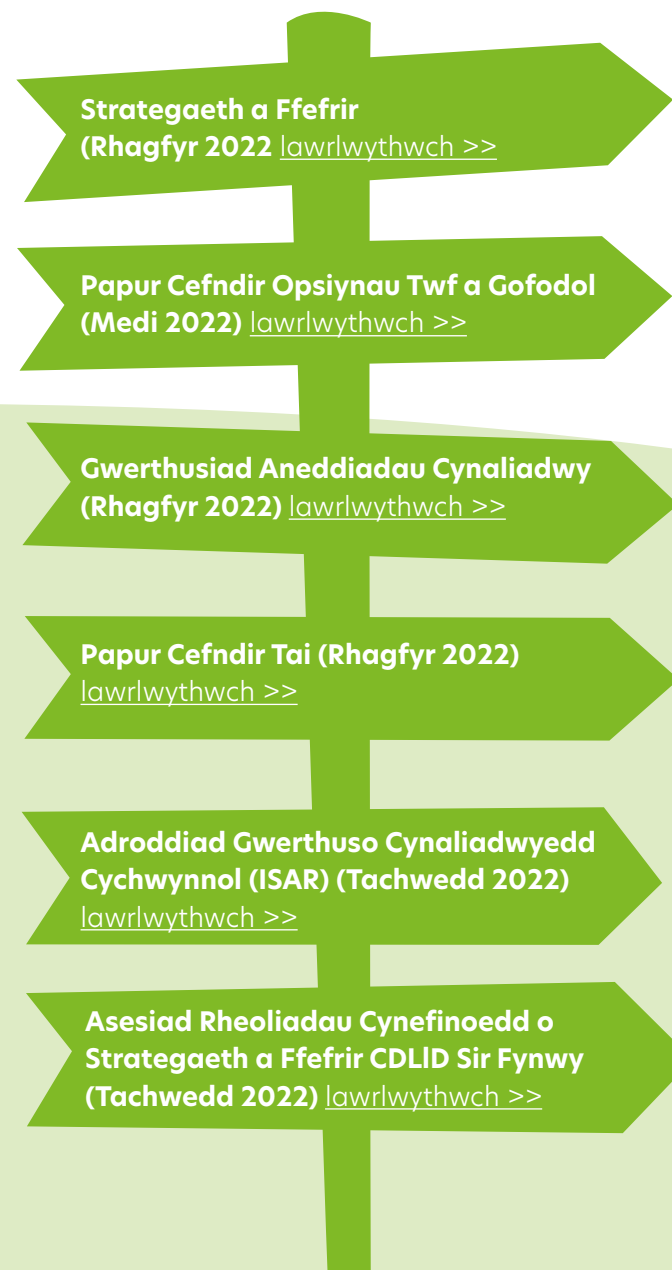 Strategaeth a Ffefrir
(Rhagfyr 2022 lawrlwythwch >>
Papur Cefndir Opsiynau Twf a Gofodol
(Medi 2022) lawrlwythwch >>
Gwerthusiad Aneddiadau Cynaliadwy
(Rhagfyr 2022) lawrlwythwch >>
Papur Cefndir Tai (Rhagfyr 2022)
lawrlwythwch >>
Adroddiad Gwerthuso Cynaliadwyedd
Cychwynnol (ISAR) (Tachwedd 2022)
lawrlwythwch >>
Asesiad Rheoliadau Cynefinoedd o
Strategaeth a Ffefrir CDLlD Sir Fynwy
(Tachwedd 2022) lawrlwythwch >>